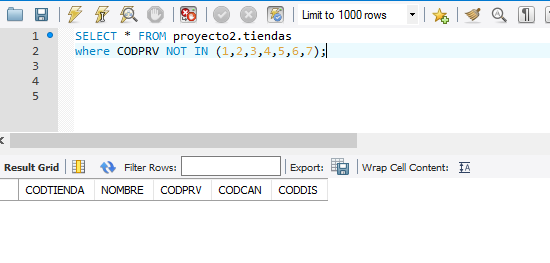 Limit to 1000 rows
1 SELECT * FROM proyecto2.tiendas
2 where CODPRV NOT IN (1,2,3,4,5,6,7);
3
4
5
Result Grid Filter Rows: Export: Wrap Cell Content: IA
CODTIENDA NOMBRE CODPRV CODCAN CODDIS